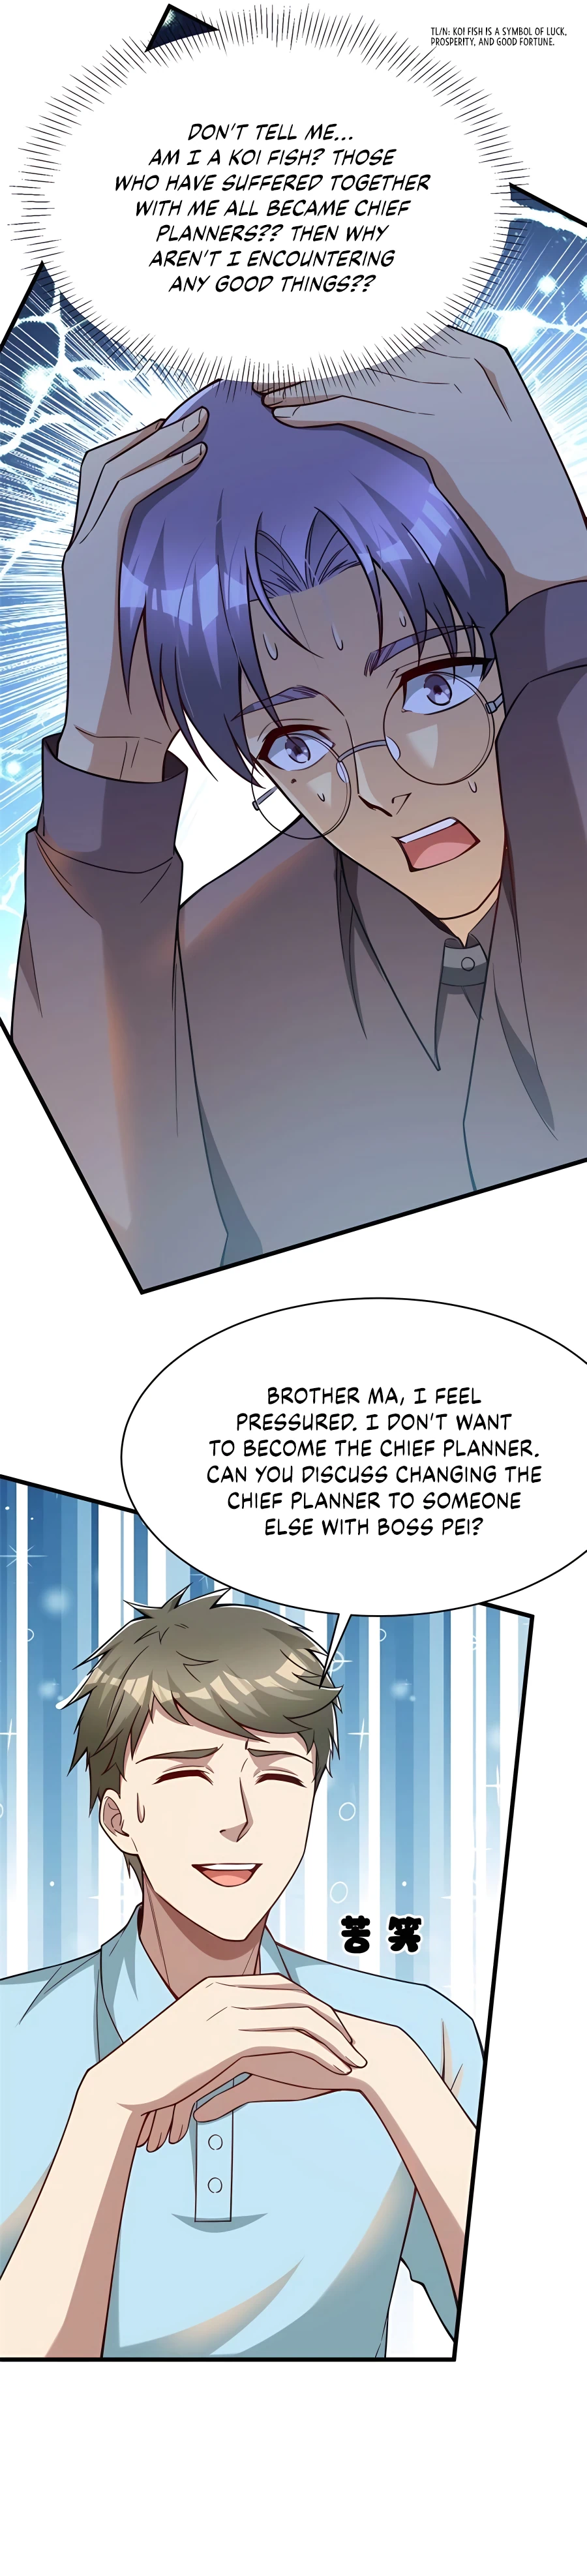 TL/N: KOI FISH IS A SYMBOL OF LUCK,
PROSPERITY, AND GOOD FORTUNE.
DON'T TELL ME...
AM I A KOI FISH? THOSE
WHO HAVE SUFFERED TOGETHER
WITH ME ALL BECAME CHIEF
PLANNERS?? THEN WHY
AREN'T I ENCOUNTERING
ANY GOOD THINGS??
BROTHER MA, I FEEL
PRESSURED. I DON'T WANT
TO BECOME THE CHIEF PLANNER.
CAN YOU DISCUSS CHANGING THE
CHIEF PLANNER TO SOMEONE
ELSE WITH BOSS PEI?
苦笑